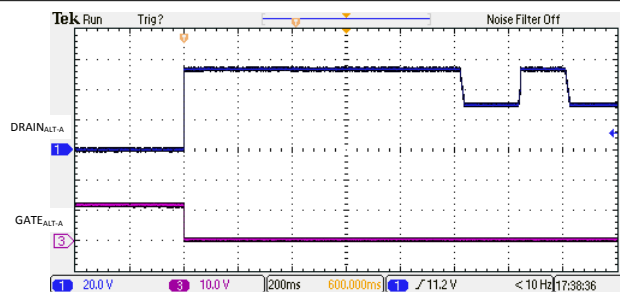 Tek Run Trig? Noise Filter Off
T
T
DRAINALT-A
1
GATEALT-A
3
1 20.0 V 3 10.0 V 200ms 600.000ms 1 11.2 V < 10 Hz 17:38:36